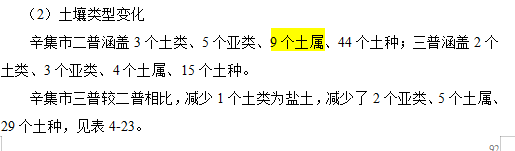 （2）土壤类型变化
辛集市二普涵盖 3 个土类、5 个亚类、9 个土属、44 个土种；三普涵盖 2 个
土类、3 个亚类、4 个土属、15 个土种。
辛集市三普较二普相比，减少 1 个土类为盐土，减少了 2 个亚类、5 个土属、
29 个土种，见表 4-23。